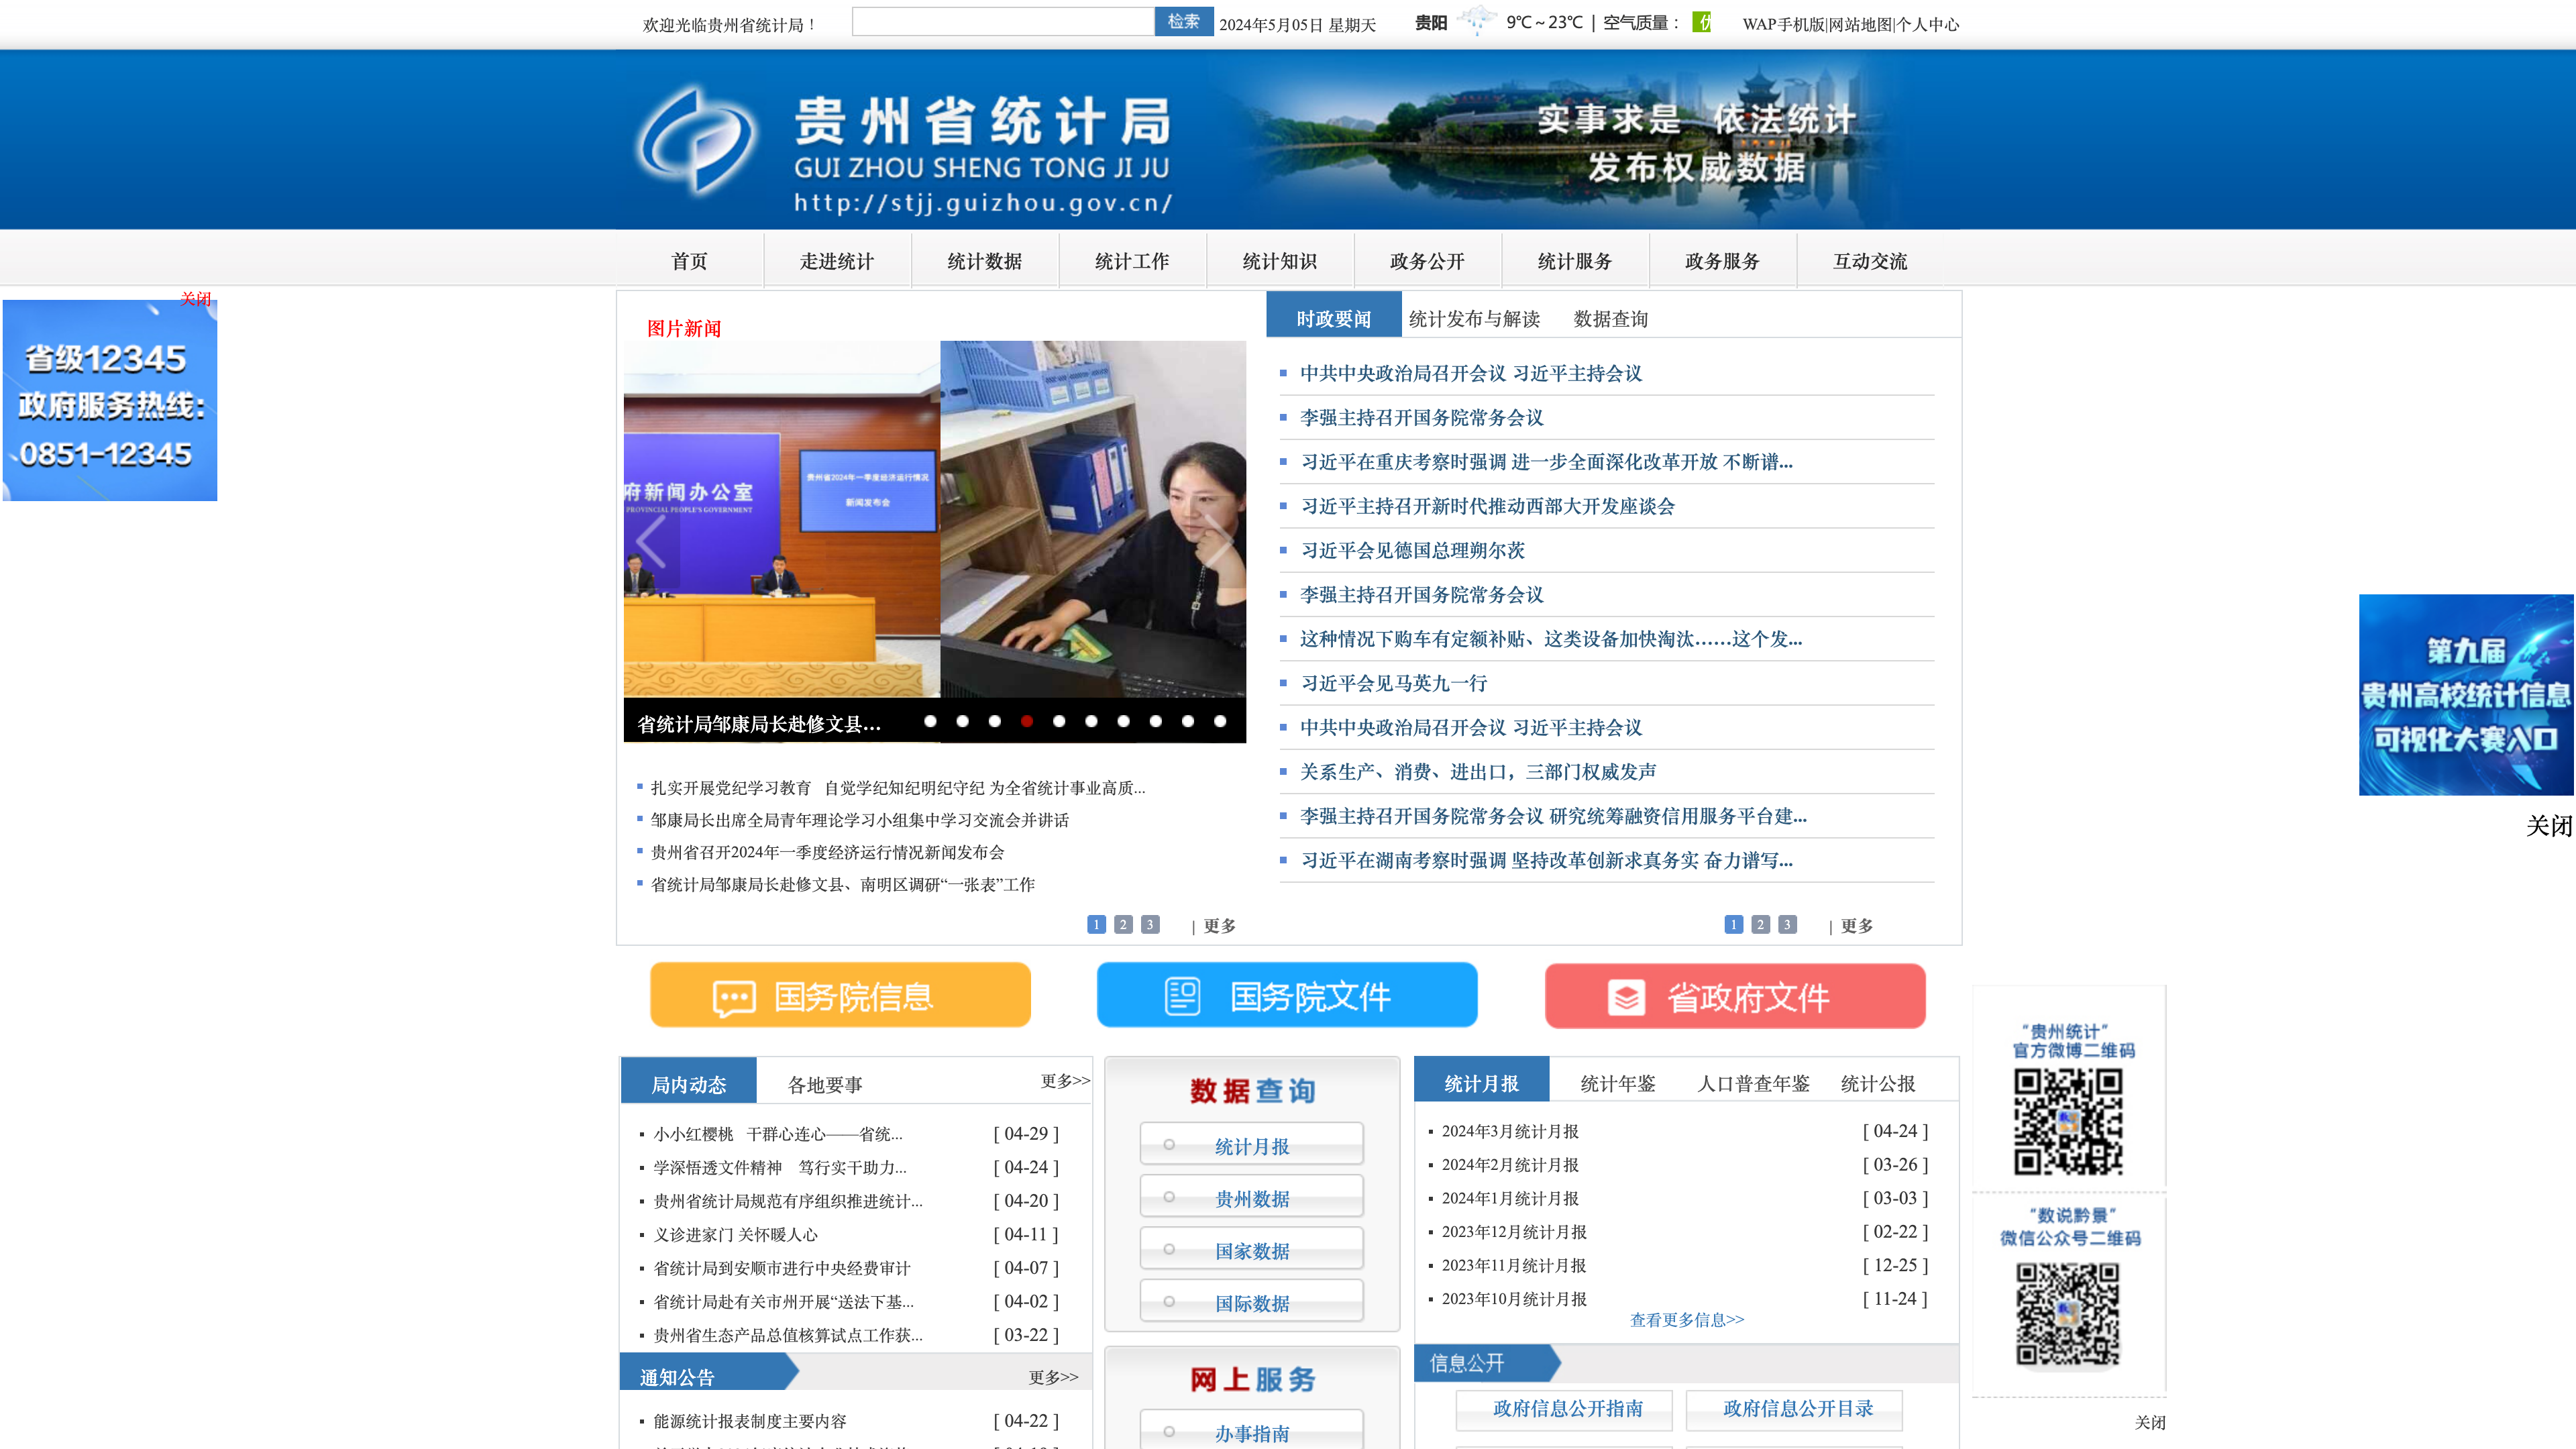 欢迎光临贵州省统计局！
检索
2024年5月05日 星期天
贵阳 9℃～23℃ | 空气质量：
WAP手机版|网站地图|个人中心
贵州省统计局
GUI ZHOU SHENG TONG JI JU
http://stjj.guizhou.gov.cn/
实事求是 依法统计
发布权威数据
首页 走进统计 统计数据 统计工作 统计知识 政务公开 统计服务 政务服务 互动交流
关闭
省级12345
政府服务热线:
0851-12345
图片新闻
府新闻办公室
PROVINCIAL PEOPLE'S GOVERNMENT
贵州省2024年一季度经济运行情况
新闻发布会
省统计局邹康局长赴修文县...
扎实开展党纪学习教育 自觉学纪知纪明纪守纪 为全省统计事业高质...
邹康局长出席全局青年理论学习小组集中学习交流会并讲话
贵州省召开2024年一季度经济运行情况新闻发布会
省统计局邹康局长赴修文县、南明区调研“一张表”工作
1 2 3 | 更多
时政要闻 统计发布与解读 数据查询
中共中央政治局召开会议 习近平主持会议
李强主持召开国务院常务会议
习近平在重庆考察时强调 进一步全面深化改革开放 不断谱...
习近平主持召开新时代推动西部大开发座谈会
习近平会见德国总理朔尔茨
李强主持召开国务院常务会议
这种情况下购车有定额补贴、这类设备加快淘汰……这个发...
习近平会见马英九一行
中共中央政治局召开会议 习近平主持会议
关系生产、消费、进出口，三部门权威发声
李强主持召开国务院常务会议 研究统筹融资信用服务平台建...
习近平在湖南考察时强调 坚持改革创新求真务实 奋力谱写...
1 2 3 | 更多
第九届
贵州高校统计信息
可视化大赛入口
关闭
国务院信息
国务院文件
省政府文件
局内动态 各地要事 更多>>
小小红樱桃 干群心连心——省统... [ 04-29 ]
学深悟透文件精神 笃行实干助力... [ 04-24 ]
贵州省统计局规范有序组织推进统计... [ 04-20 ]
义诊进家门 关怀暖人心 [ 04-11 ]
省统计局到安顺市进行中央经费审计 [ 04-07 ]
省统计局赴有关市州开展“送法下基... [ 04-02 ]
贵州省生态产品总值核算试点工作获... [ 03-22 ]
通知公告 更多>>
能源统计报表制度主要内容 [ 04-22 ]
数据查询
统计月报
贵州数据
国家数据
国际数据
网上服务
办事指南
统计月报 统计年鉴 人口普查年鉴 统计公报
2024年3月统计月报 [ 04-24 ]
2024年2月统计月报 [ 03-26 ]
2024年1月统计月报 [ 03-03 ]
2023年12月统计月报 [ 02-22 ]
2023年11月统计月报 [ 12-25 ]
2023年10月统计月报 [ 11-24 ]
查看更多信息>>
信息公开
政府信息公开指南 政府信息公开目录
“贵州统计”
官方微博二维码
“数说黔景”
微信公众号二维码
关闭